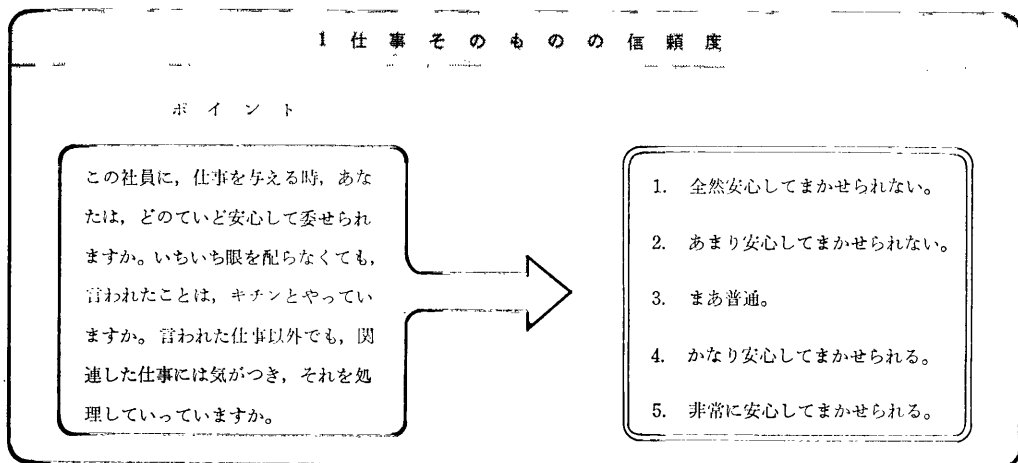 1 仕事そのものの信頼度
ポイント
この社員に，仕事を与える時，あな
たは，どのていど安心して委せられ
ますか。いちいち眼を配らなくても，
言われたことは，キチンとやってい
ますか。言われた仕事以外でも，関
連した仕事には気がつき，それを処
理していっていますか。
1. 全然安心してまかせられない。
2. あまり安心してまかせられない。
3. まあ普通。
4. かなり安心してまかせられる。
5. 非常に安心してまかせられる。